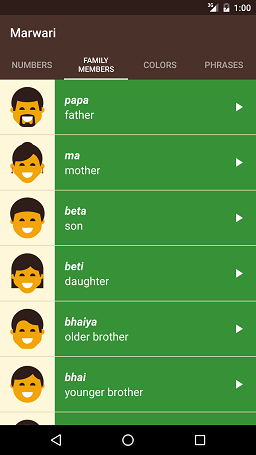 3G 1:00
Marwari
NUMBERS
FAMILY
MEMBERS
COLORS
PHRASES
papa
father
ma
mother
beta
son
beti
daughter
bhaiya
older brother
bhai
younger brother